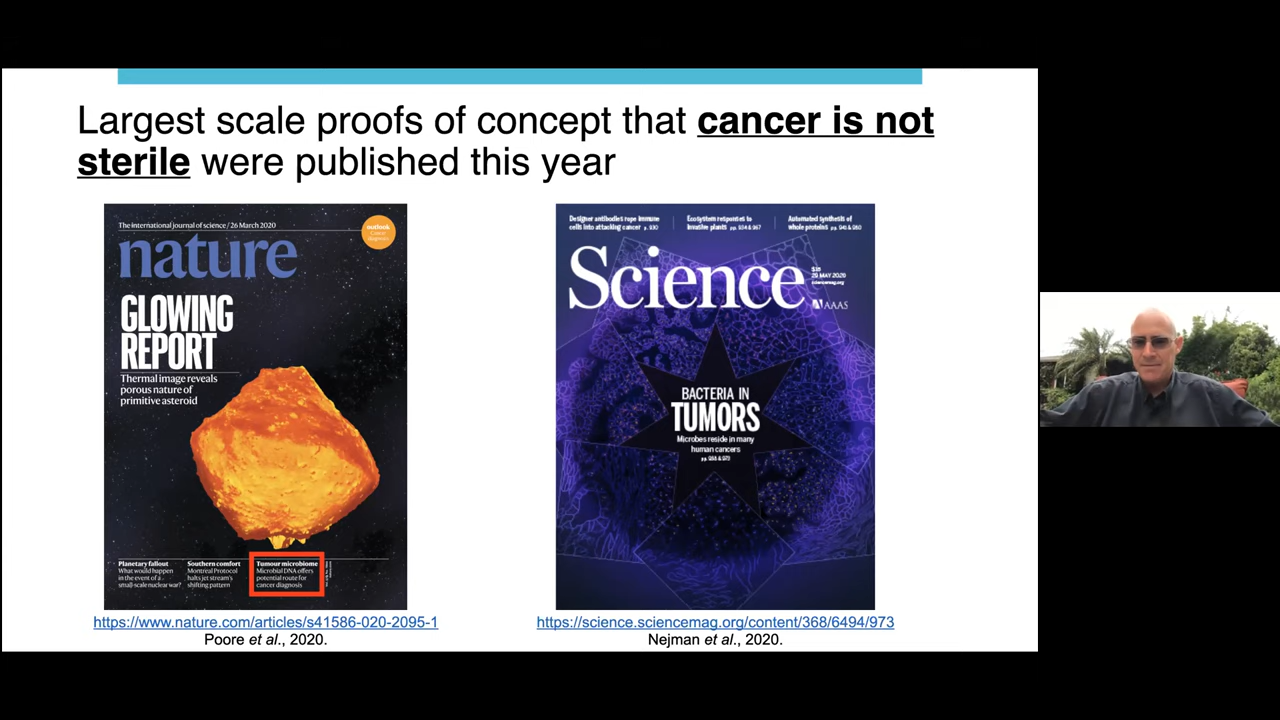 Largest scale proofs of concept that cancer is not
sterile were published this year
The international journal of science / 26 March 2020
outlook
Cancer
diagnosis
nature
GLOWING
REPORT
Thermal image reveals
porous nature of
primitive asteroid
Planetary fallout
What would happen
in the event of a
small-scale nuclear war?
Southern comfort
Montreal Protocol
halts jet stream's
shifting pattern
Tumour microbiome
Microbial DNA offers
potential route for
cancer diagnosis
https://www.nature.com/articles/s41586-020-2095-1
Poore et al., 2020.
Designer antibodies rope immune
cells into attacking cancer p. 930
Ecosystem responses to
invasive plants pp. 934 & 967
Automated synthesis of
whole proteins pp. 941 & 980
Science
$15
29 MAY 2020
sciencemag.org
AAAS
BACTERIA IN
TUMORS
Microbes reside in many
human cancers
pp. 938 & 973
https://science.sciencemag.org/content/368/6494/973
Nejman et al., 2020.